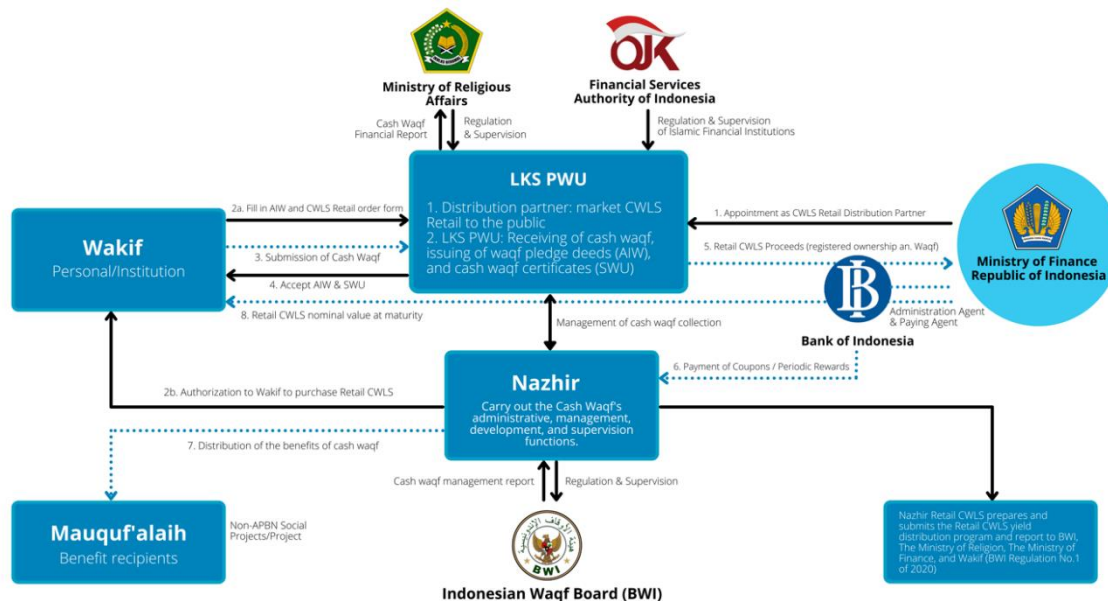 Ministry of Religious
Affairs
OJK
Financial Services
Authority of Indonesia
Cash Waqf
Financial Report
Regulation
& Supervision
Regulation & Supervision
of Islamic Financial Institutions
LKS PWU
1. Distribution partner: market CWLS
Retail to the public
2. LKS PWU: Receiving of cash waqf,
issuing of waqf pledge deeds (AIW),
and cash waqf certificates (SWU)
Wakif
Personal/Institution
2a. Fill in AIW and CWLS Retail order form
3. Submission of Cash Waqf
4. Accept AIW & SWU
8. Retail CWLS nominal value at maturity
1. Appointment as CWLS Retail Distribution Partner
5. Retail CWLS Proceeds (registered ownership an. Waqf)
Ministry of Finance
Republic of Indonesia
BI
Administration Agent
& Paying Agent
Bank of Indonesia
Management of cash waqf collection
6. Payment of Coupons / Periodic Rewards
2b. Authorization to Wakif to purchase Retail CWLS
Nazhir
Carry out the Cash Waqf's
administrative, management,
development, and supervision
functions.
7. Distribution of the benefits of cash waqf
Cash waqf management report
Regulation & Supervision
Mauquf'alaih
Benefit recipients
Non-APBN Social
Projects/Project
Nazhir Retail CWLS prepares and
submits the Retail CWLS yield
distribution program and report to BWI,
The Ministry of Religion, The Ministry of
Finance, and Wakif (BWI Regulation No.1
of 2020)
هيئة الأوقاف الإندونيسية
BWI
Indonesian Waqf Board (BWI)